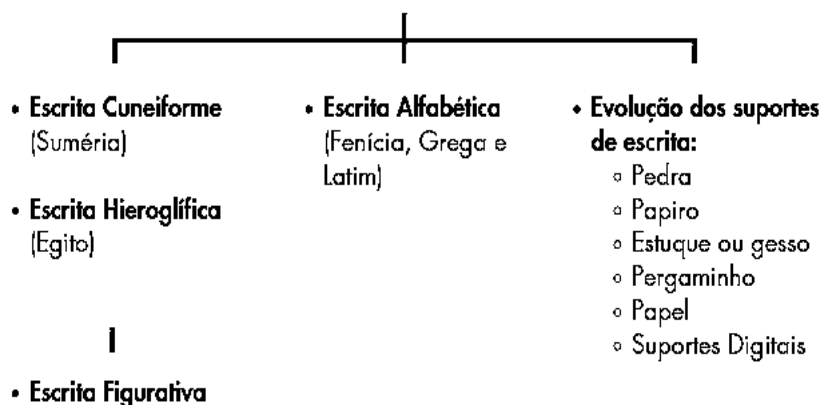 • Escrita Cuneiforme
(Suméria)
• Escrita Hieroglífica
(Egito)
• Escrita Figurativa
• Escrita Alfabética
(Fenícia, Grega e
Latim)
• Evolução dos suportes
de escrita:
◦ Pedra
◦ Papiro
◦ Estuque ou gesso
◦ Pergaminho
◦ Papel
◦ Suportes Digitais